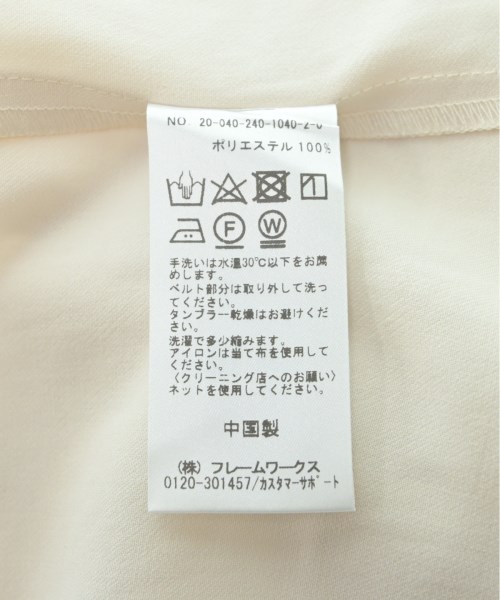 NO. 20-040-240-1040-2-0
ポリエステル 100%
F W
手洗いは水温30℃以下をお薦
めします。
ベルト部分は取り外して洗っ
てください。
タンブラー乾燥はお避けくだ
さい。
洗濯で多少縮みます。
アイロンは当て布を使用して
ください。
〈クリーニング店へのお願い〉
ネットを使用してください。
中国製
(株) フレームワークス
0120-301457/カスタマーサポート